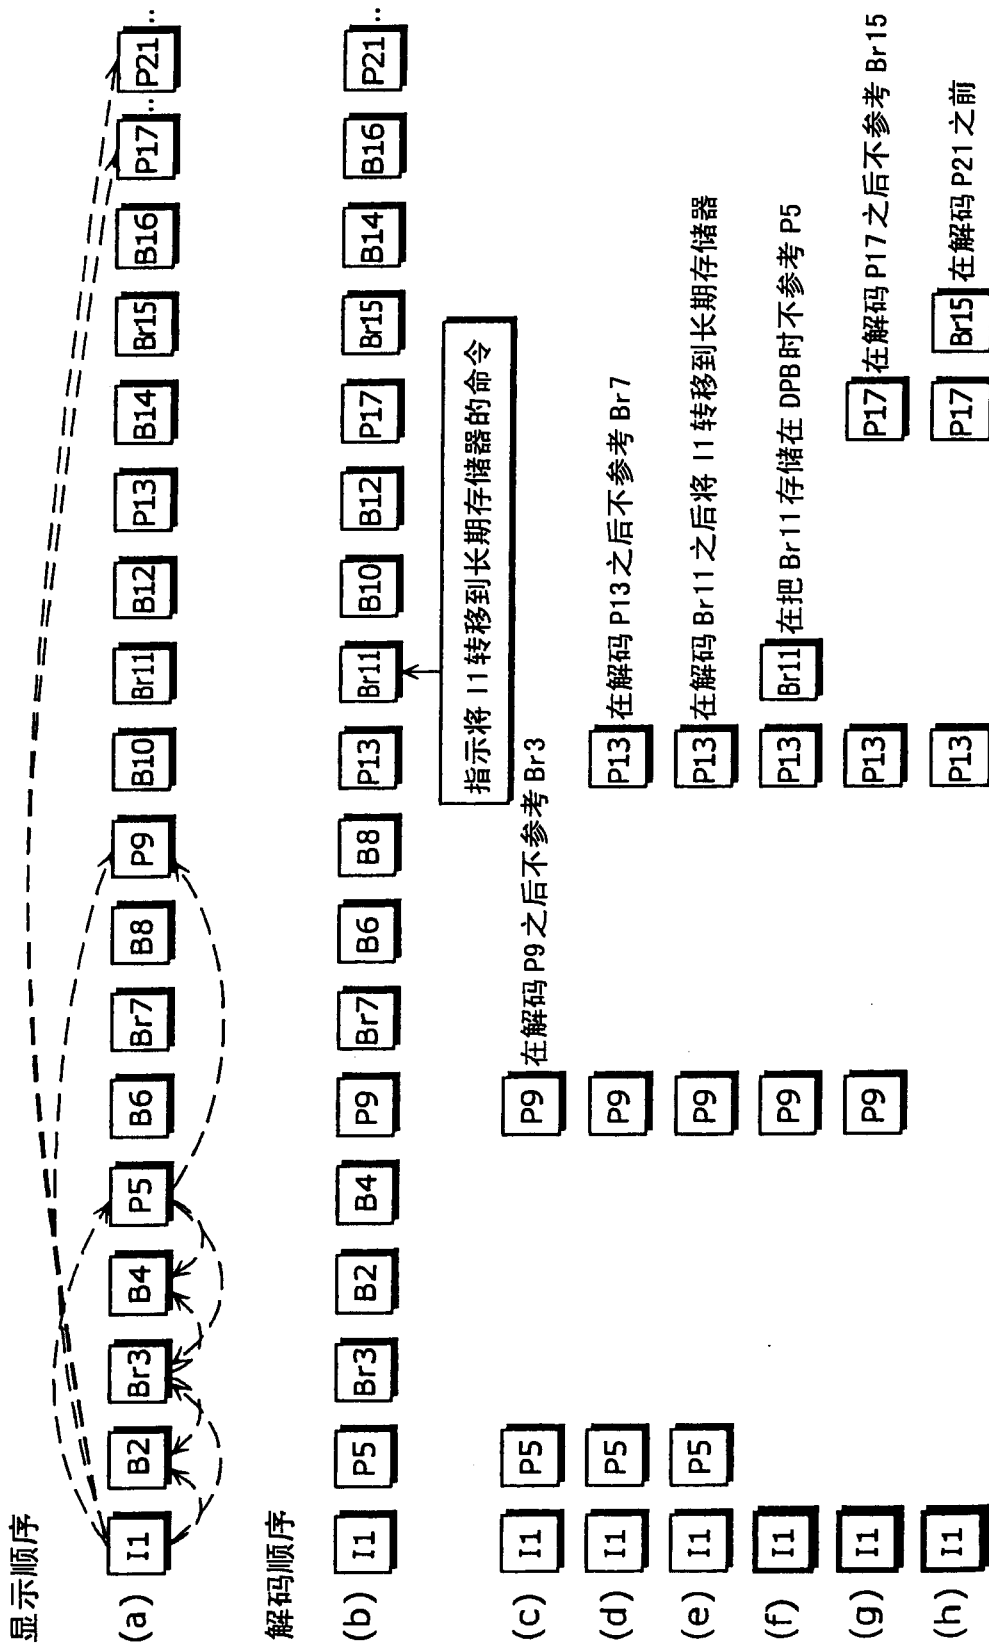 显示顺序
(a) I1 B2 Br3 B4 P5 B6 Br7 B8 P9 B10 Br11 B12 P13 B14 Br15 B16 P17 ‥ P21 ‥
解码顺序
(b) I1 P5 Br3 B2 B4 P9 Br7 B6 B8 P13 Br11 B10 B12 P17 Br15 B14 B16 P21 ‥
指示将 I1 转移到长期存储器的命令
(c) I1 P5 P9 在解码 P9 之后不参考 Br3
(d) I1 P5 P9 P13 在解码 P13 之后不参考 Br7
(e) I1 P5 P9 P13 在解码 Br11 之后将 I1 转移到长期存储器
(f) I1 P9 P13 Br11 在把 Br11 存储在 DPB 时不参考 P5
(g) I1 P9 P13 P17 在解码 P17 之后不参考 Br15
(h) I1 P13 P17 Br15 在解码 P21 之前